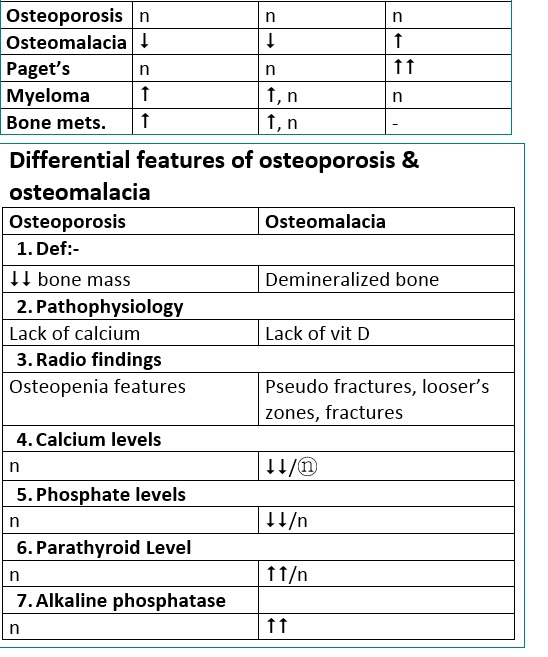 Osteoporosis n n n
Osteomalacia ↓ ↓ ↑
Paget’s n n ↑↑
Myeloma ↑ ↑, n n
Bone mets. ↑ ↑, n -
Differential features of osteoporosis &
osteomalacia
Osteoporosis Osteomalacia
1. Def:-
↓↓ bone mass Demineralized bone
2. Pathophysiology
Lack of calcium Lack of vit D
3. Radio findings
Osteopenia features Pseudo fractures, looser’s
zones, fractures
4. Calcium levels
n ↓↓/ⓝ
5. Phosphate levels
n ↓↓/n
6. Parathyroid Level
n ↑↑/n
7. Alkaline phosphatase
n ↑↑